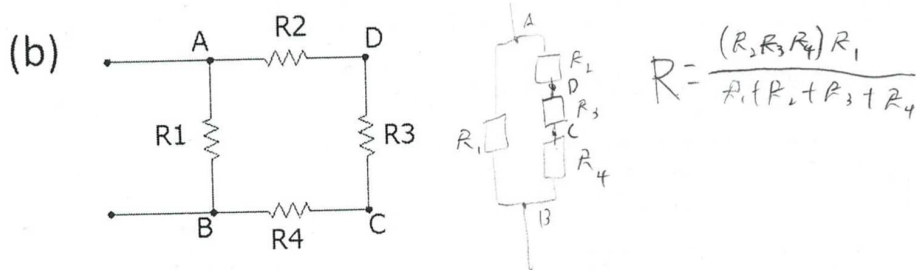 (b)
A
R2
D
R1
R3
B
R4
C
A
R2
D
R3
C
R1
R4
B
R = (R2R3R4)R1
R1+R2+R3+R4